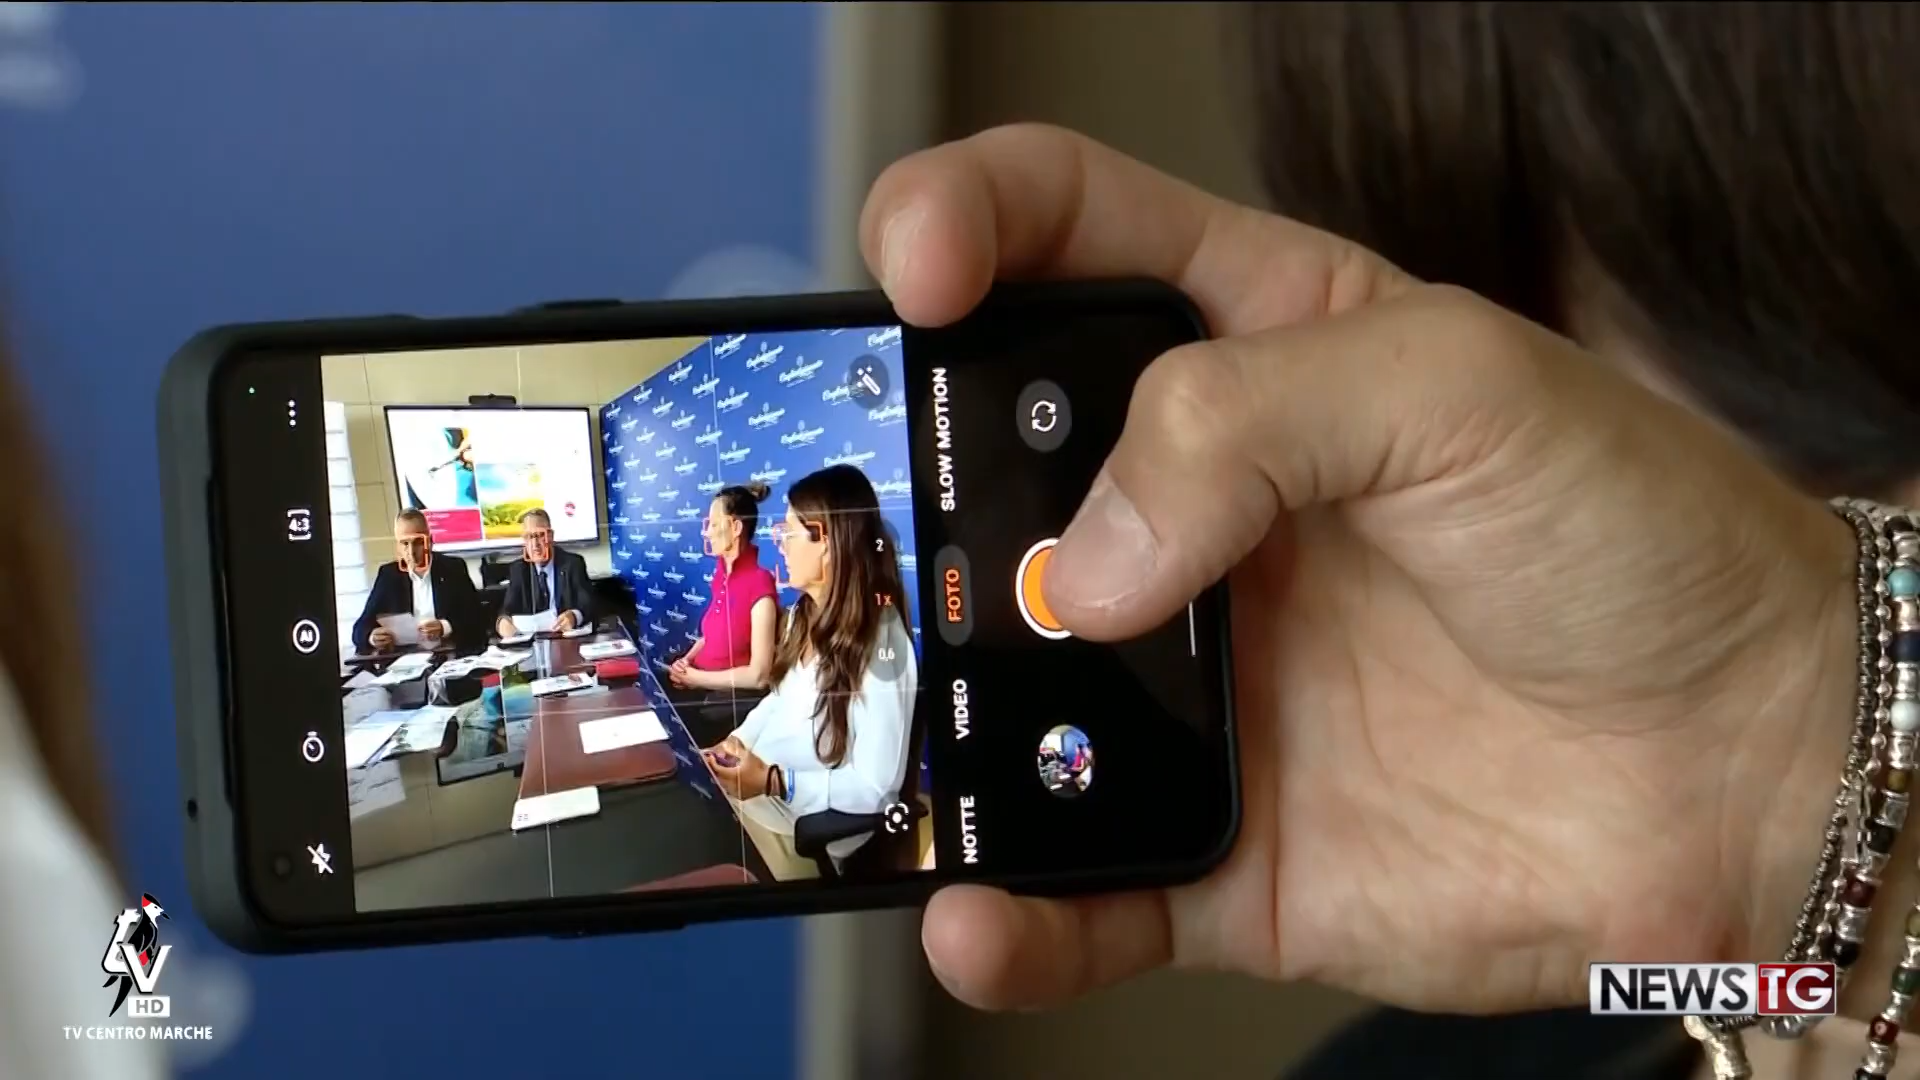 SLOW MOTION
FOTO
VIDEO
NOTTE
4:3
AI
2
1x
0,6
HD
TV CENTRO MARCHE
NEWS TG